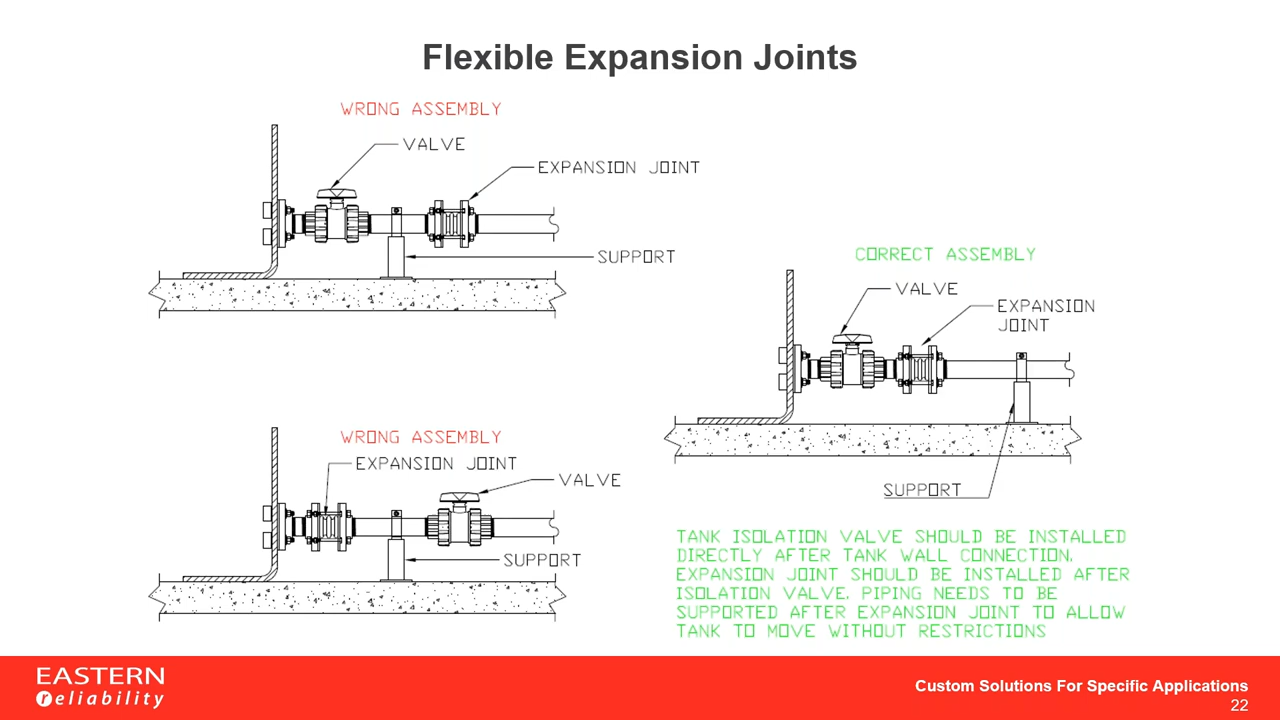 Flexible Expansion Joints
WRONG ASSEMBLY
VALVE
EXPANSION JOINT
SUPPORT
WRONG ASSEMBLY
EXPANSION JOINT
VALVE
SUPPORT
CORRECT ASSEMBLY
VALVE
EXPANSION
JOINT
SUPPORT
TANK ISOLATION VALVE SHOULD BE INSTALLED
DIRECTLY AFTER TANK WALL CONNECTION.
EXPANSION JOINT SHOULD BE INSTALLED AFTER
ISOLATION VALVE. PIPING NEEDS TO BE
SUPPORTED AFTER EXPANSION JOINT TO ALLOW
TANK TO MOVE WITHOUT RESTRICTIONS
EASTERN
reliability
Custom Solutions For Specific Applications
22